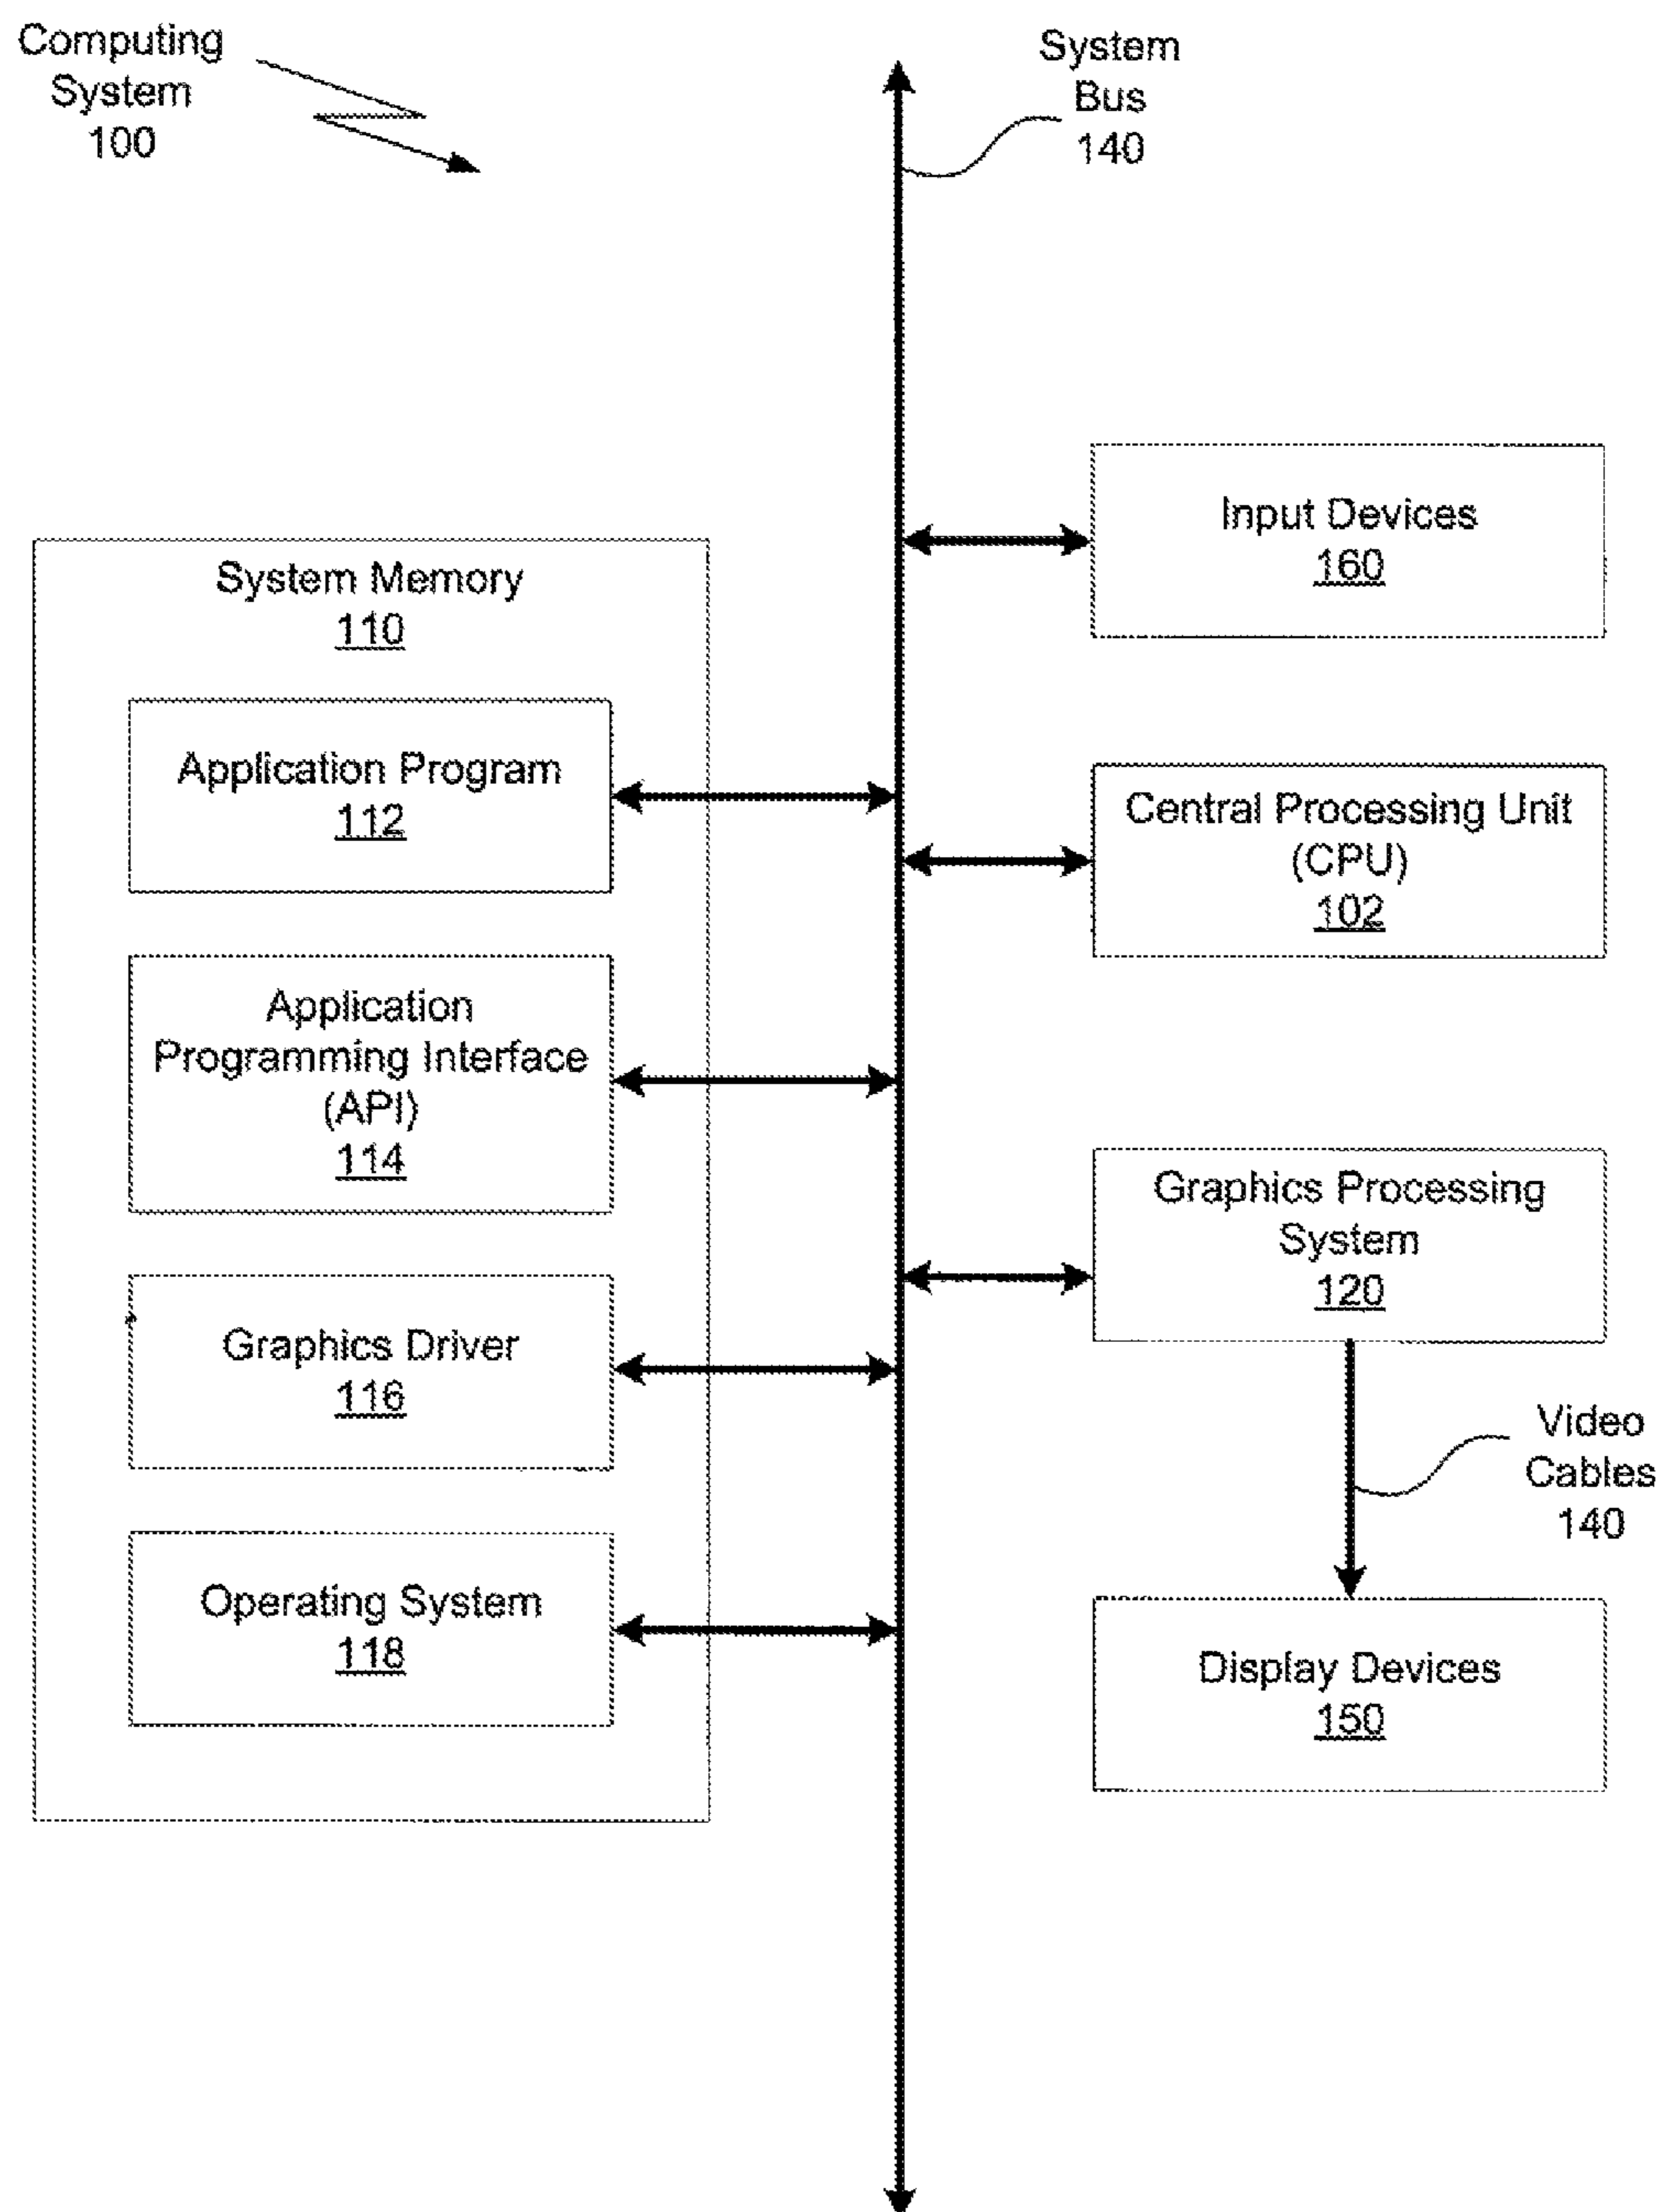 Computing
System
100
System
Bus
140
Input Devices
160
System Memory
110
Application Program
112
Central Processing Unit
(CPU)
102
Application
Programming Interface
(API)
114
Graphics Processing
System
120
Graphics Driver
116
Video
Cables
140
Operating System
118
Display Devices
150